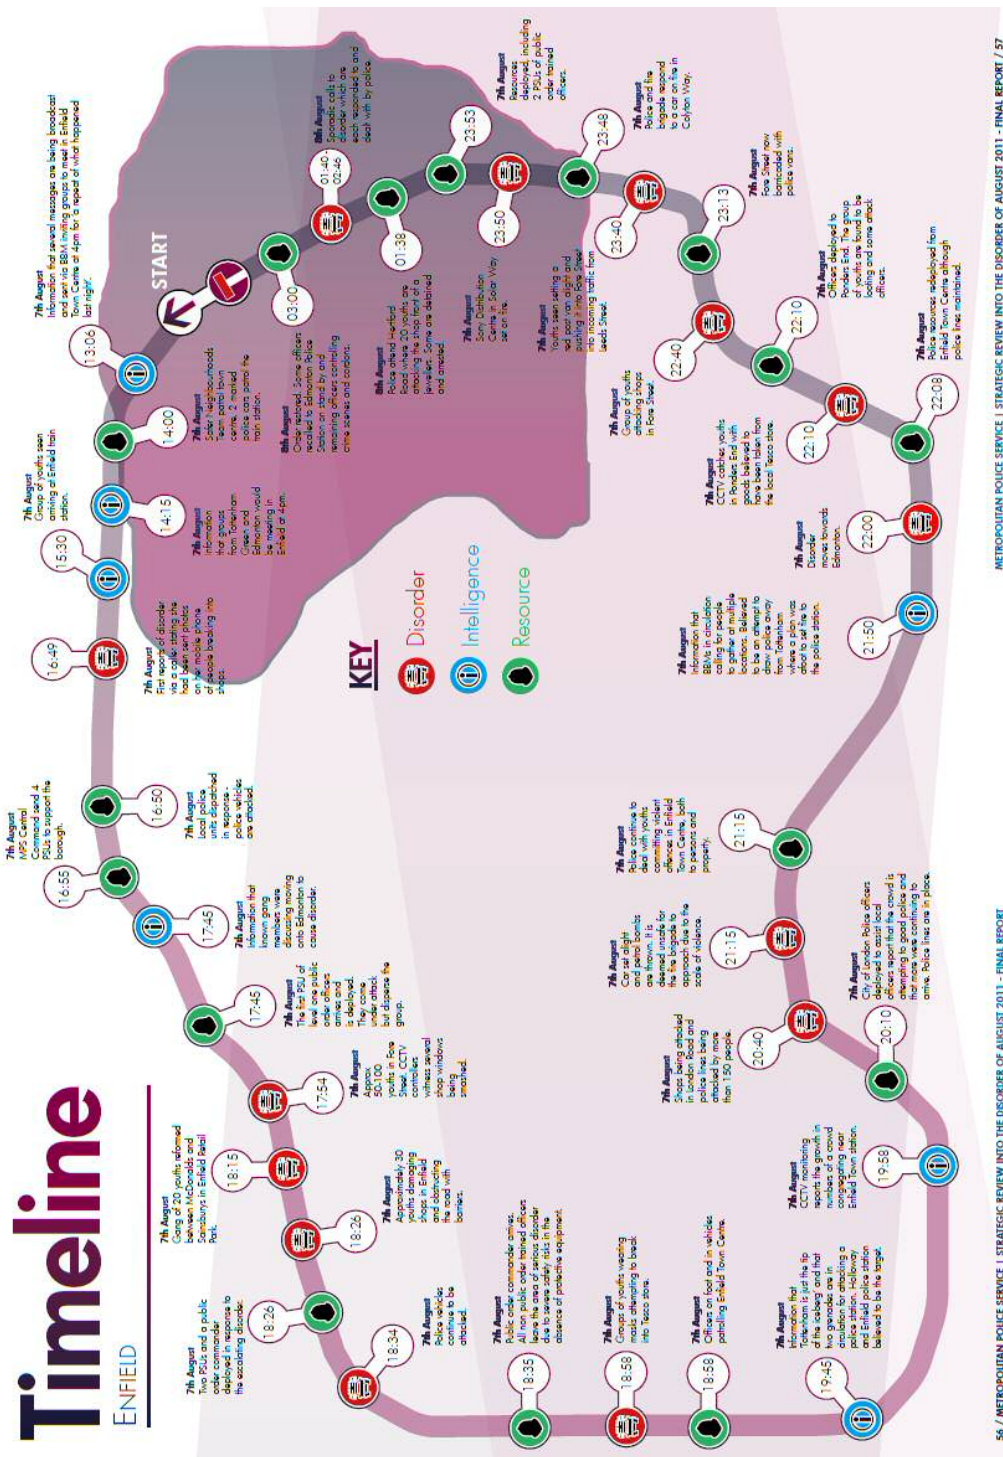 Timeline
ENFIELD
START
13:06
7th August
Information that several messages are being broadcast
and sent via BBM inviting groups to meet in Enfield
Town Centre at 4pm for 'a repeat of what happened
last night'.
14:00
7th August
Safer Neighbourhoods
Team patrol town
centre. 2 marked
police cars patrol the
train station.
14:15
7th August
Information
that groups
from Tottenham
Green and
Edmonton would
be meeting in
Enfield at 4pm.
15:30
7th August
Group of youths seen
arriving at Enfield train
station.
16:49
7th August
First reports of disorder
via a caller stating she
had been sent photos
on her mobile phone
of people breaking into
shops.
16:50
7th August
Local police
units dispatched
in response -
police vehicles
are attacked.
16:55
7th August
MPS Central
Command send 4
PSUs to support the
borough.
17:45
7th August
Information that
known gang
members were
discussing moving
onto Edmonton to
cause disorder.
17:45
7th August
The first PSU of
level one public
order officers
arrives and
is deployed.
They come
under attack
but disperse the
group.
17:54
7th August
Approx
50-100
youths in Fore
Street. CCTV
controllers
witness several
shop windows
being
smashed.
18:15
7th August
Gang of 20 youths reformed
between McDonalds and
Sainsburys in Enfield Retail
Park.
18:26
7th August
Approximately 30
youths damaging
shops in Enfield
and obstructing
the road with
barriers.
18:26
7th August
Two PSUs and a public
order commander
deployed in response to
the escalating disorder.
18:34
7th August
Police vehicles
continue to be
attacked.
18:35
7th August
Public order commander arrives.
All non public order trained officers
leave the area of serious disorder
due to severe safety risks in the
absence of protective equipment.
18:58
7th August
Groups of youths wearing
masks attempting to break
into Tesco store.
18:58
7th August
Officers on foot and in vehicles
patrolling Enfield Town Centre.
19:45
7th August
Information that
Tottenham is just 'the tip
of the iceberg' and that
two grenades are in
circulation for attacking a
police station. Holloway
and Enfield police station
believed to be the target.
19:58
7th August
CCTV monitoring
reports the growth in
numbers of a crowd
congregating near
Enfield Town station.
20:10
7th August
City of London Police officers
deployed to assist local
officers report that the crowd is
attempting to goad police and
that more were continuing to
arrive. Police lines are in place.
20:40
7th August
Shops being attacked
in London Road and
police lines being
attacked by more
than 150 people.
21:15
7th August
Car set alight
and petrol bombs
are thrown. It is
deemed unsafe for
the fire brigade to
approach due to the
scale of violence.
21:15
7th August
Police continue to
deal with youths
committing violent
offences in Enfield
Town Centre, both
to persons and
property.
21:50
7th August
Information that
BBMs in circulation
calling for people
to gather at multiple
locations. Believed
to be an attempt to
draw police away
from Tottenham
where a plan was
afoot to set fire to
the police station.
22:00
7th August
Disorder
moves towards
Edmonton.
22:08
7th August
Police resources redeployed from
Enfield Town Centre although
police lines maintained.
22:10
7th August
CCTV catches youths
in Ponders End with
goods believed to
have been taken from
the local Tesco store.
22:10
7th August
Officers deployed to
Ponders End. The group
of youths are found to be
looting and some attack
officers.
22:40
7th August
Group of youths
attacking shops
in Fore Street.
23:13
7th August
Fore Street now
barricaded with
police vans.
23:40
7th August
Youths seen setting a
red post van alight and
pushing it into Fore Street
into incoming traffic from
Leeds Street.
23:48
7th August
Police and fire
brigade respond
to a car on fire in
Colyton Way.
23:50
7th August
Sony Distribution
Centre in Solar Way
set on fire.
23:53
7th August
Resources
deployed, including
2 PSUs of public
order trained
officers.
01:38
8th August
Police attend Hertford
Road where 20 youths are
attacking the shop front of a
jewellers. Some are detained
and arrested.
01:40
02:46
8th August
Sporadic calls to
disorder which are
each responded to and
dealt with by police.
03:00
8th August
Order restored. Some officers
recalled to Edmonton Police
Station on stand by and
remaining officers controlling
crime scenes and cordons.
KEY
Disorder
Intelligence
Resource
56 / METROPOLITAN POLICE SERVICE | STRATEGIC REVIEW INTO THE DISORDER OF AUGUST 2011 - FINAL REPORT
METROPOLITAN POLICE SERVICE | STRATEGIC REVIEW INTO THE DISORDER OF AUGUST 2011 - FINAL REPORT / 57